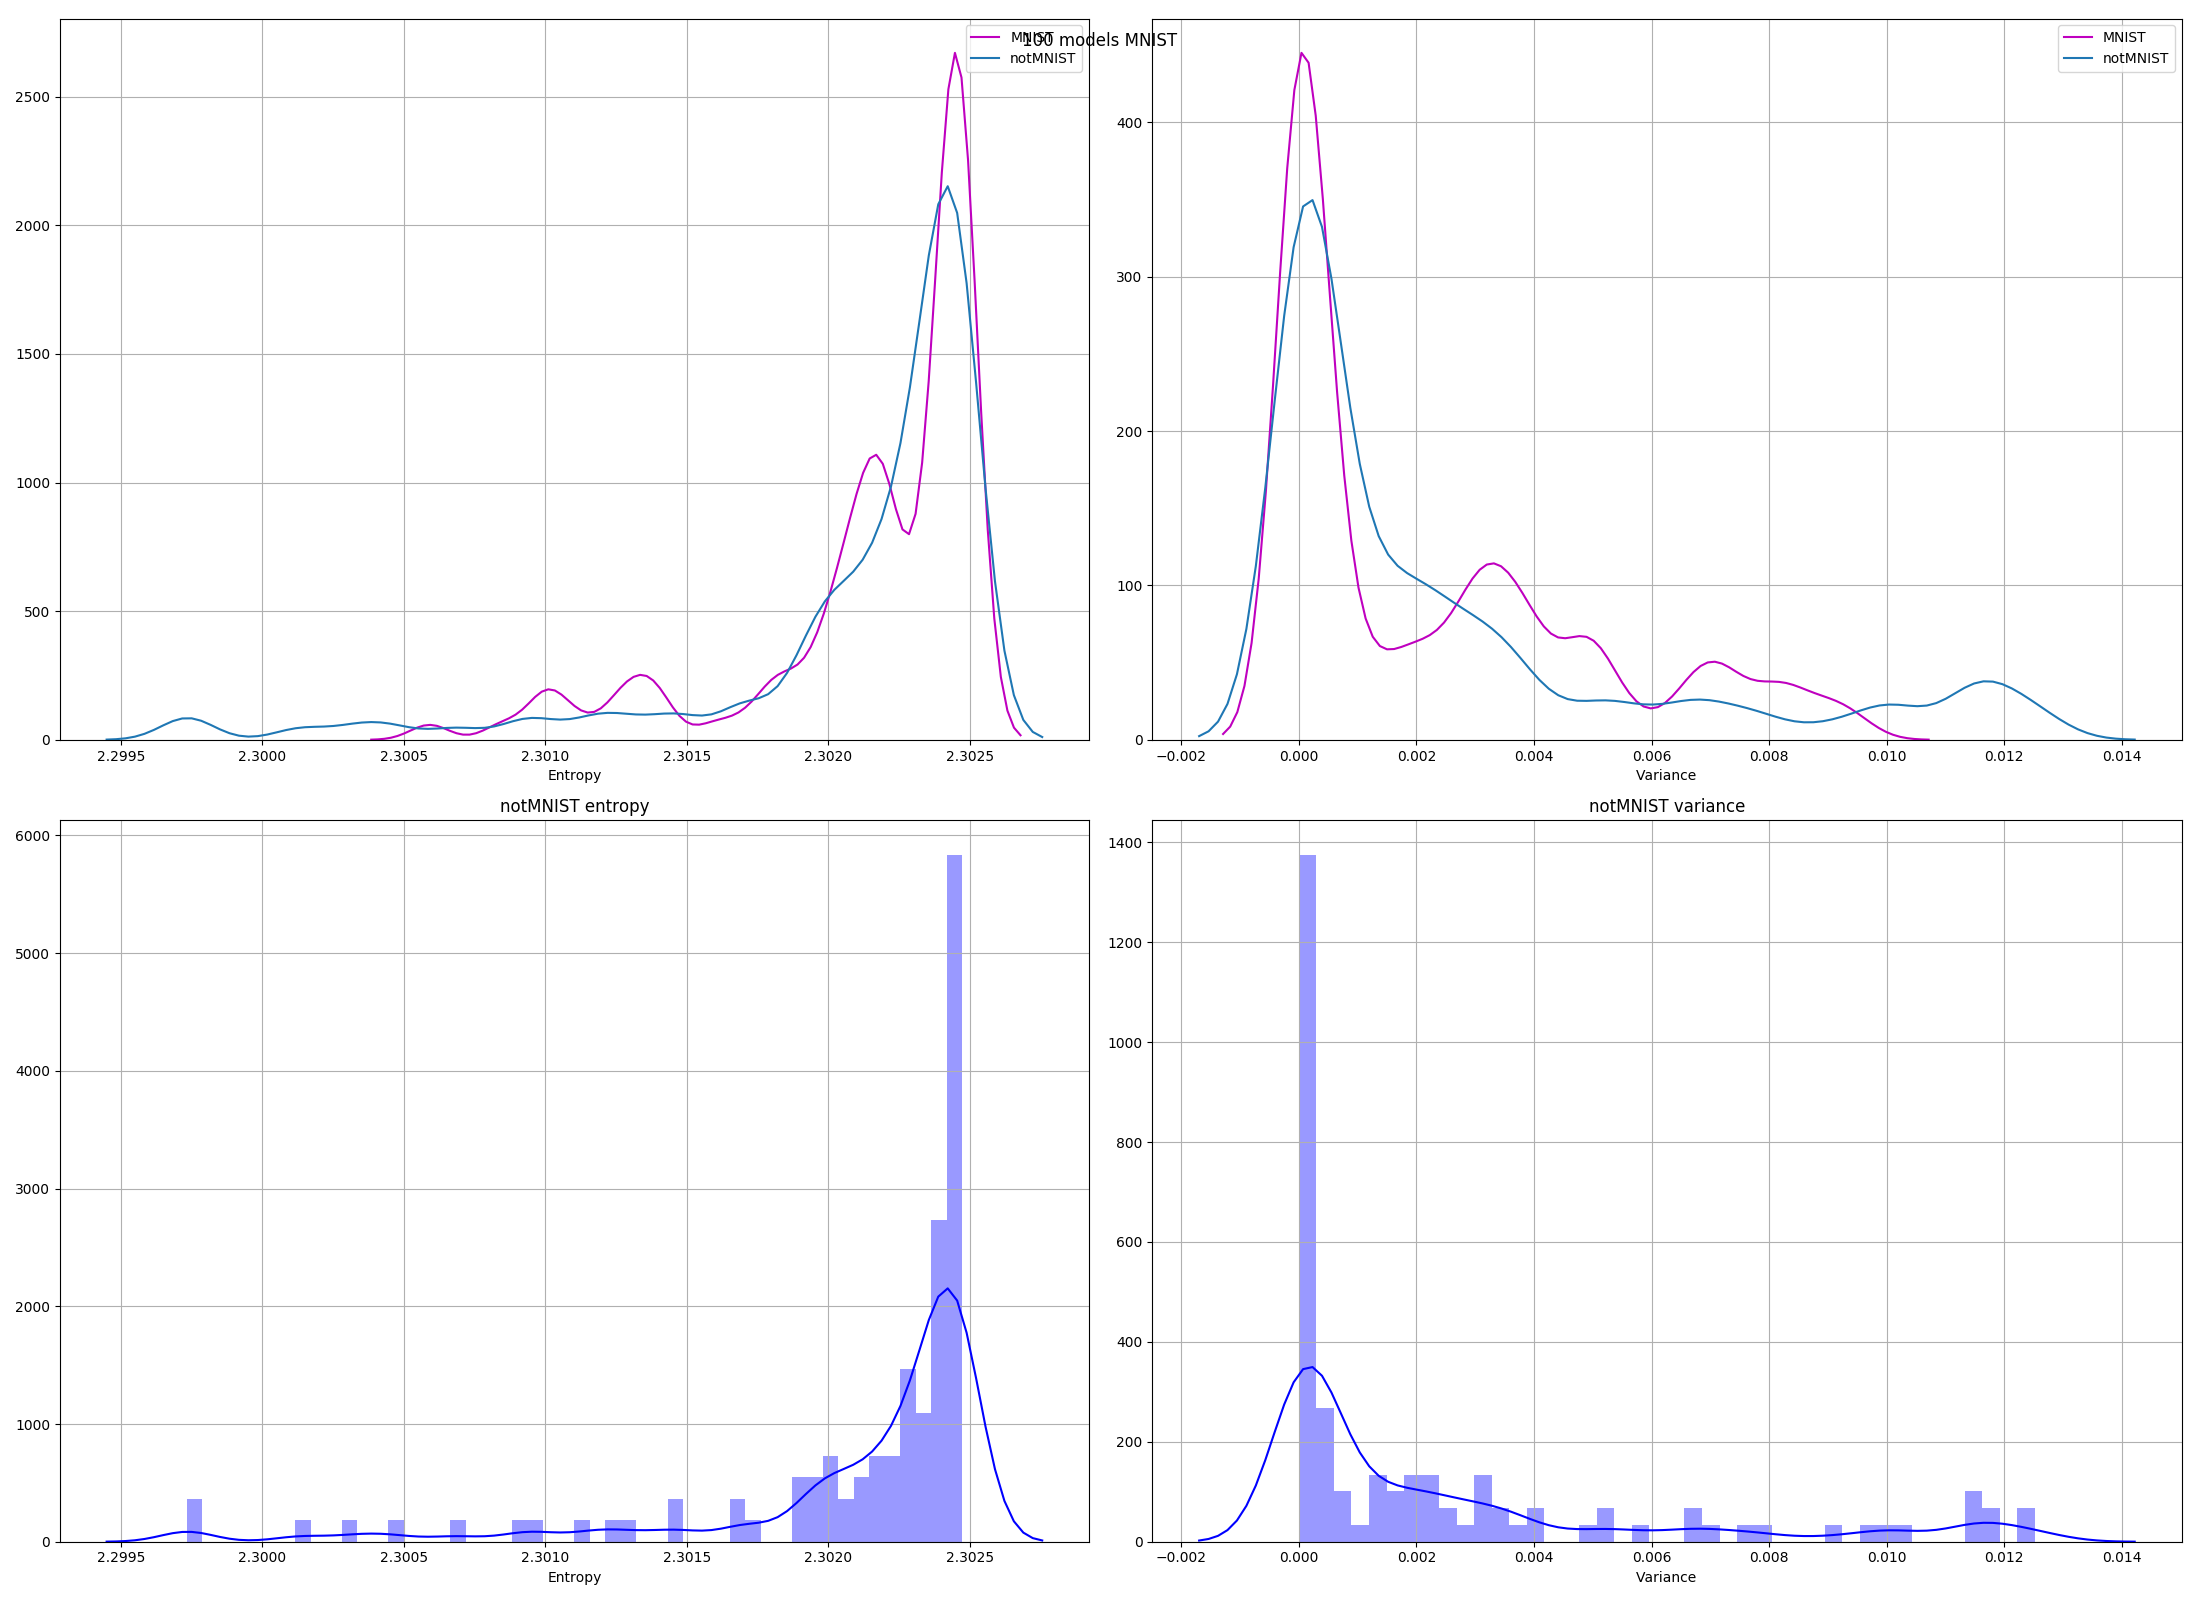 100 models MNIST
MNIST
notMNIST
2500
2000
1500
1000
500
0
2.2995 2.3000 2.3005 2.3010 2.3015 2.3020 2.3025
Entropy
MNIST
notMNIST
400
300
200
100
0
−0.002 0.000 0.002 0.004 0.006 0.008 0.010 0.012 0.014
Variance
notMNIST entropy
6000
5000
4000
3000
2000
1000
0
2.2995 2.3000 2.3005 2.3010 2.3015 2.3020 2.3025
Entropy
notMNIST variance
1400
1200
1000
800
600
400
200
0
−0.002 0.000 0.002 0.004 0.006 0.008 0.010 0.012 0.014
Variance